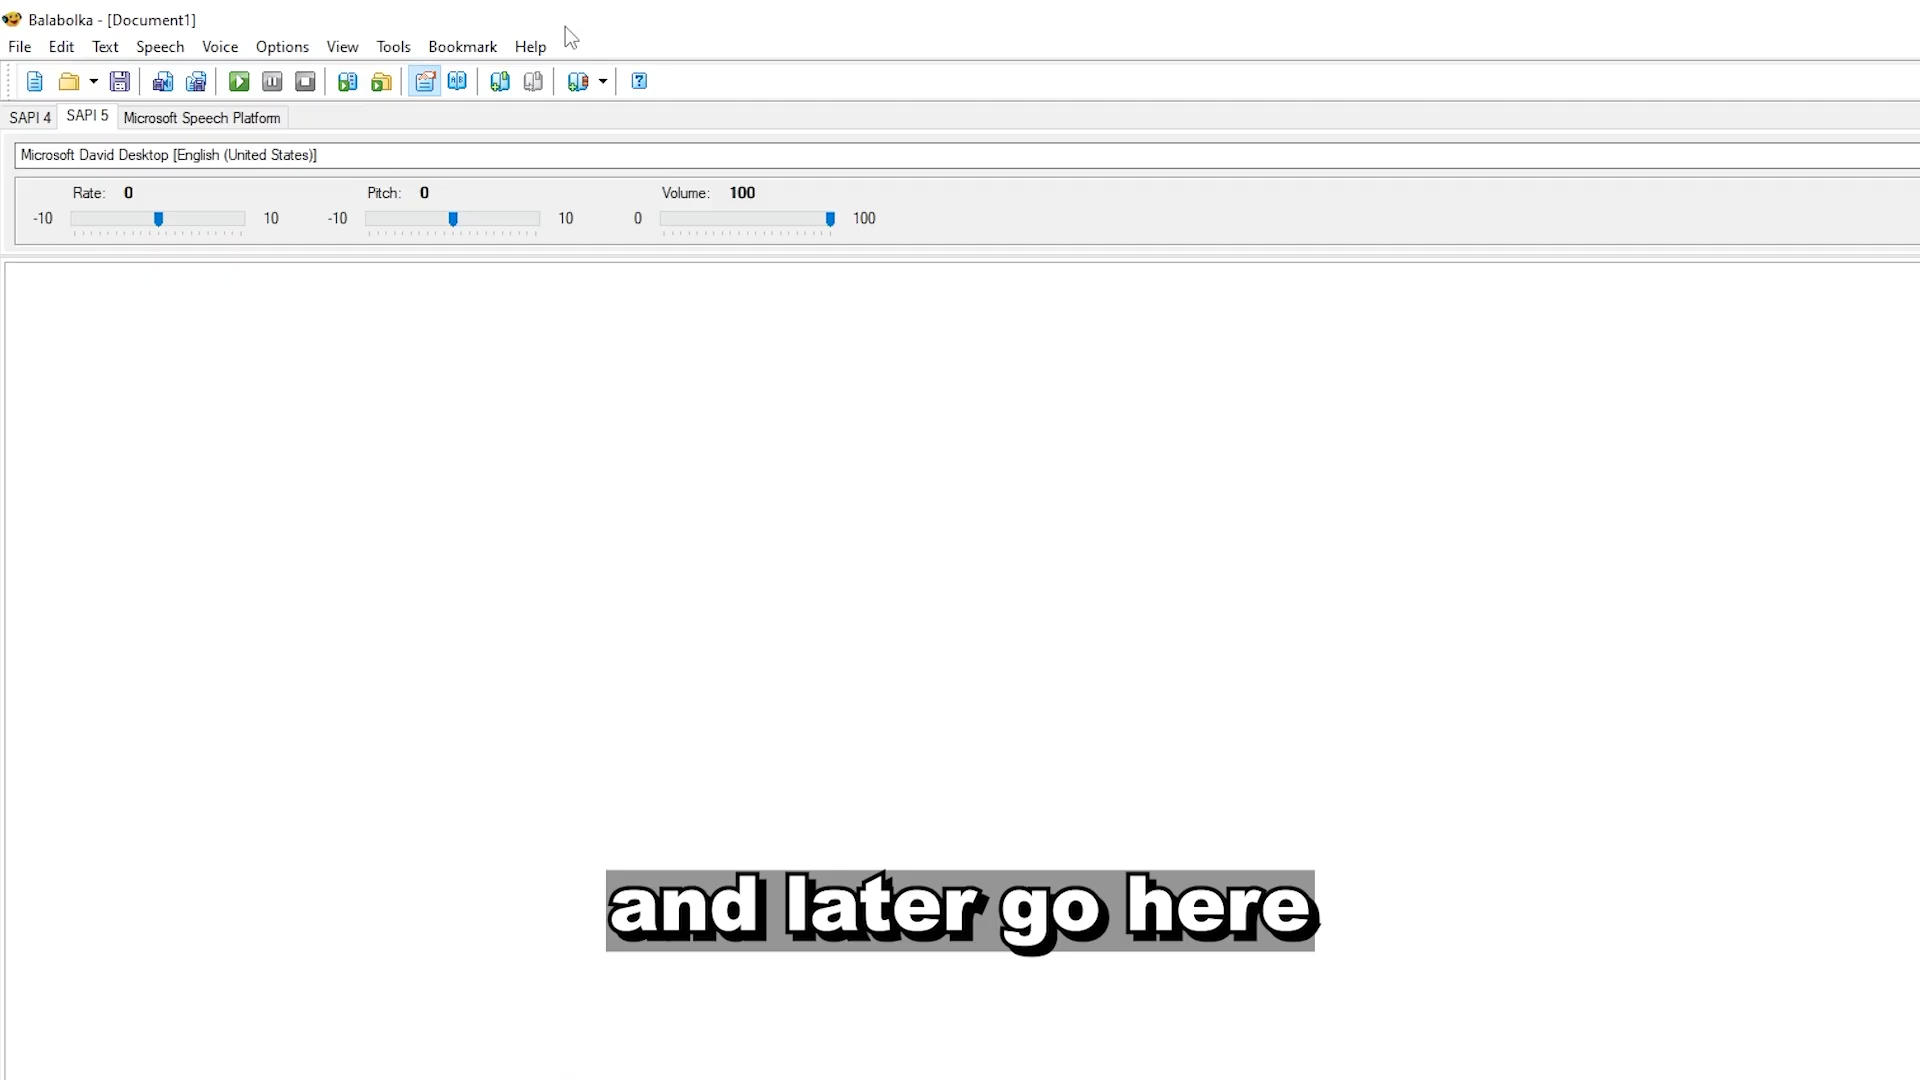 Balabolka - [Document1]
File Edit Text Speech Voice Options View Tools Bookmark Help
SAPI 4 SAPI 5 Microsoft Speech Platform
Microsoft David Desktop [English (United States)]
Rate: 0 Pitch: 0 Volume: 100
-10 10 -10 10 0 100
and later go here